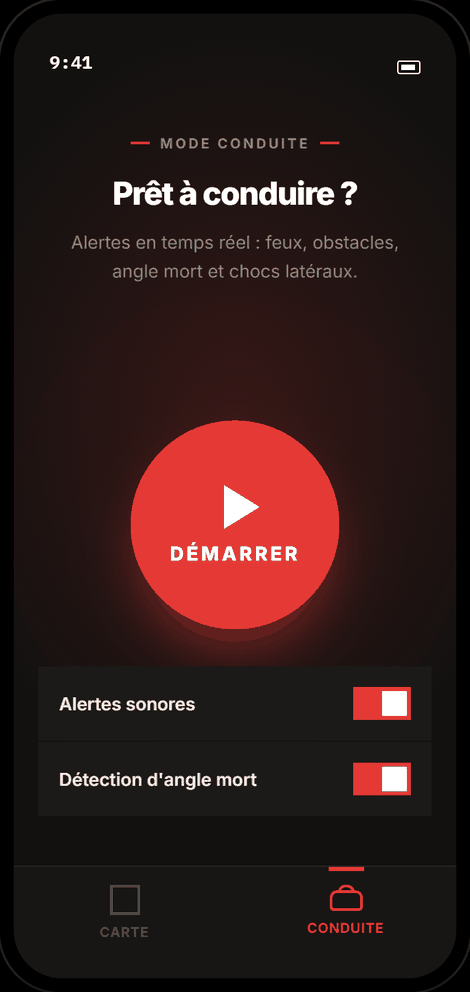 9:41
MODE CONDUITE
Prêt à conduire ?
Alertes en temps réel : feux, obstacles,
angle mort et chocs latéraux.
DÉMARRER
Alertes sonores
Détection d'angle mort
CARTE
CONDUITE